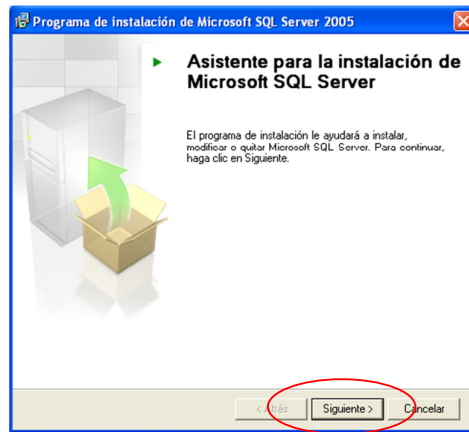 Programa de instalación de Microsoft SQL Server 2005
Asistente para la instalación de
Microsoft SQL Server
El programa de instalación le ayudará a instalar,
modificar o quitar Microsoft SQL Server. Para continuar,
haga clic en Siguiente.
< Atrás Siguiente > Cancelar